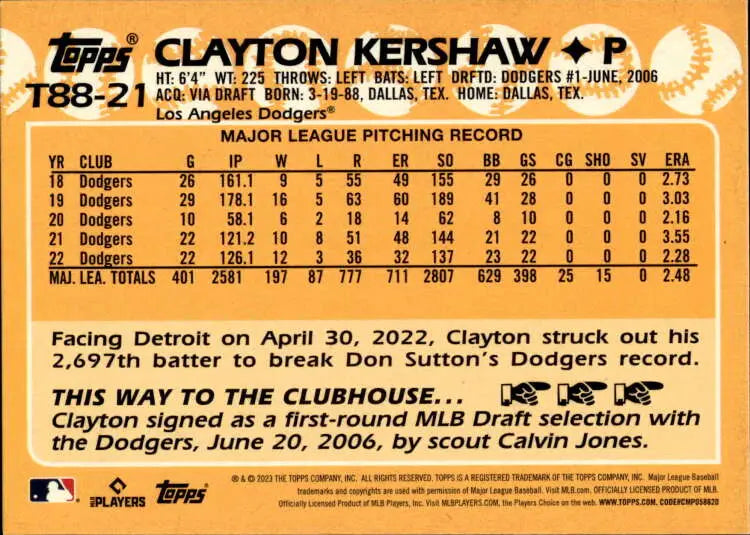 Topps® CLAYTON KERSHAW ✦ P
T88-21 HT: 6'4" WT: 225 THROWS: LEFT BATS: LEFT DRFTD: DODGERS #1-JUNE, 2006
ACQ: VIA DRAFT BORN: 3-19-88, DALLAS, TEX. HOME: DALLAS, TEX.
Los Angeles Dodgers®
MAJOR LEAGUE PITCHING RECORD
YR CLUB G IP W L R ER SO BB GS CG SHO SV ERA
18 Dodgers 26 161.1 9 5 55 49 155 29 26 0 0 0 2.73
19 Dodgers 29 178.1 16 5 63 60 189 41 28 0 0 0 3.03
20 Dodgers 10 58.1 6 2 18 14 62 8 10 0 0 0 2.16
21 Dodgers 22 121.2 10 8 51 48 144 21 22 0 0 0 3.55
22 Dodgers 22 126.1 12 3 36 32 137 23 22 0 0 0 2.28
MAJ. LEA. TOTALS 401 2581 197 87 777 711 2807 629 398 25 15 0 2.48
Facing Detroit on April 30, 2022, Clayton struck out his
2,697th batter to break Don Sutton's Dodgers record.
THIS WAY TO THE CLUBHOUSE...
Clayton signed as a first-round MLB Draft selection with
the Dodgers, June 20, 2006, by scout Calvin Jones.
MLB PLAYERS Topps
® & © 2023 THE TOPPS COMPANY, INC. ALL RIGHTS RESERVED. TOPPS IS A REGISTERED TRADEMARK OF THE TOPPS COMPANY, INC. Major League Baseball
trademarks and copyrights are used with permission of Major League Baseball. Visit MLB.com. OFFICIALLY LICENSED PRODUCT OF MLB.
Officially Licensed Product of MLB Players, Inc. Visit MLBPLAYERS.COM, the Players Choice on the web. WWW.TOPPS.COM. CODE#CMP058620